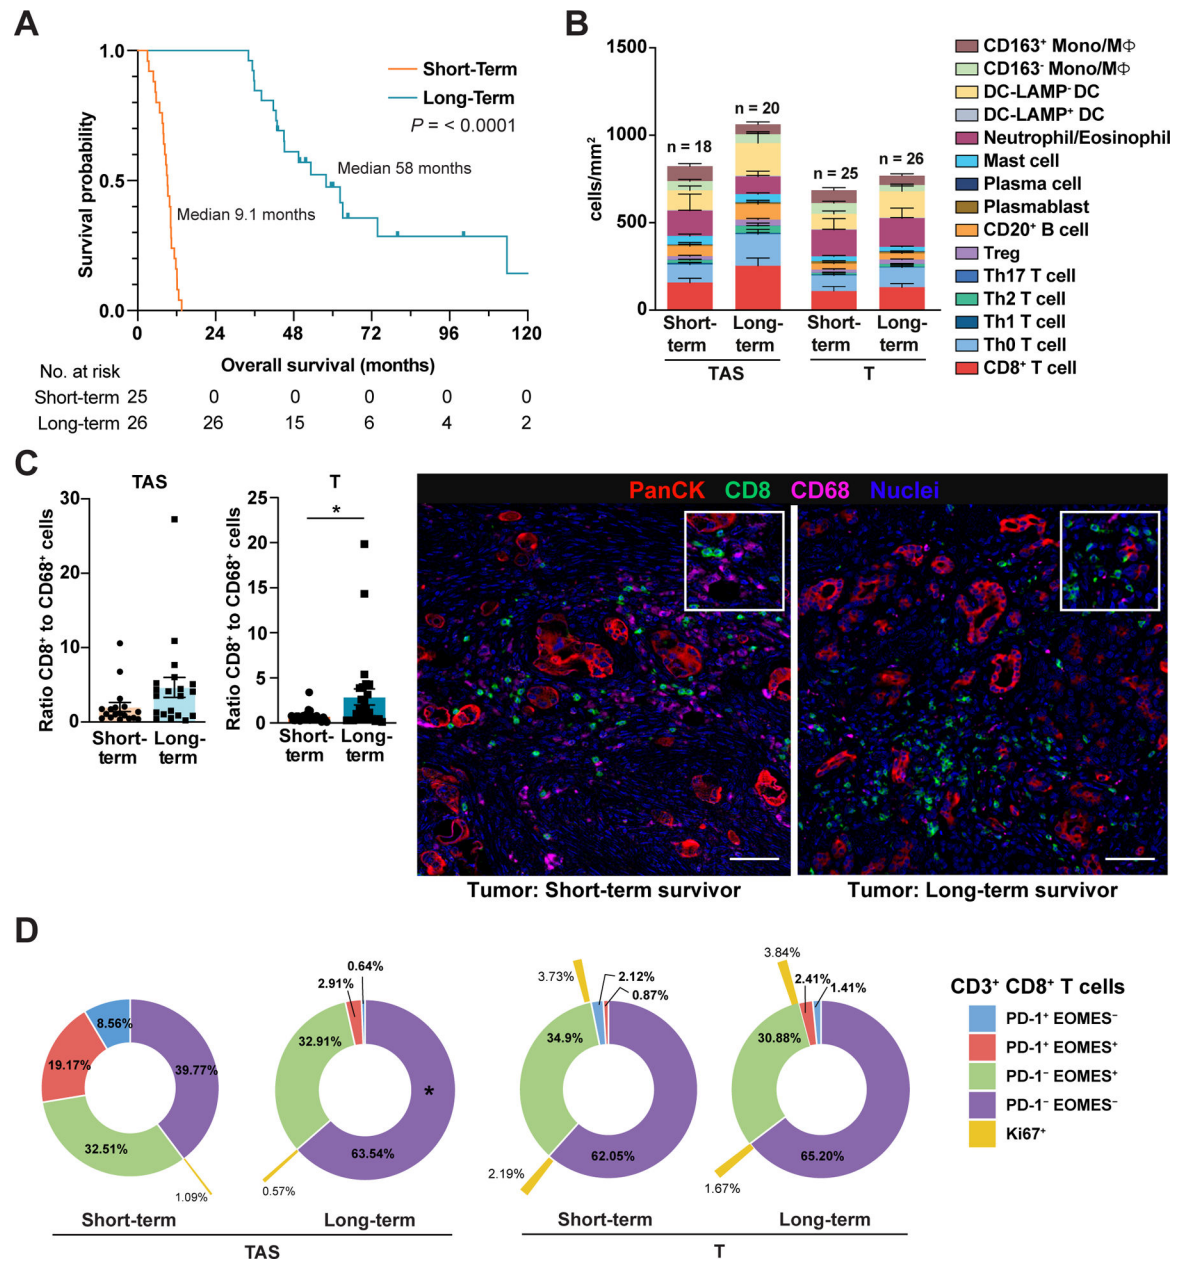 A
Survival probability
1.0
0.5
0.0
Short-Term
Long-Term
P = < 0.0001
Median 58 months
Median 9.1 months
0 24 48 72 96 120
Overall survival (months)
No. at risk
Short-term 25 0 0 0 0 0
Long-term 26 26 15 6 4 2
B
cells/mm²
1500
1000
500
0
n = 18
n = 20
n = 25
n = 26
Short-term
Long-term
Short-term
Long-term
TAS
T
CD163⁺ Mono/MΦ
CD163⁻ Mono/MΦ
DC-LAMP⁻ DC
DC-LAMP⁺ DC
Neutrophil/Eosinophil
Mast cell
Plasma cell
Plasmablast
CD20⁺ B cell
Treg
Th17 T cell
Th2 T cell
Th1 T cell
Th0 T cell
CD8⁺ T cell
C
TAS
Ratio CD8⁺ to CD68⁺ cells
30
20
10
0
Short-term
Long-term
T
Ratio CD8⁺ to CD68⁺ cells
25
20
15
10
5
0
*
Short-term
Long-term
PanCK CD8 CD68 Nuclei
Tumor: Short-term survivor
Tumor: Long-term survivor
D
8.56%
19.17%
39.77%
32.51%
1.09%
Short-term
0.64%
2.91%
32.91%
*
63.54%
0.57%
Long-term
TAS
3.73%
2.12%
0.87%
34.9%
62.05%
2.19%
Short-term
3.84%
2.41%
1.41%
30.88%
65.20%
1.67%
Long-term
T
CD3⁺ CD8⁺ T cells
PD-1⁺ EOMES⁻
PD-1⁺ EOMES⁺
PD-1⁻ EOMES⁺
PD-1⁻ EOMES⁻
Ki67⁺